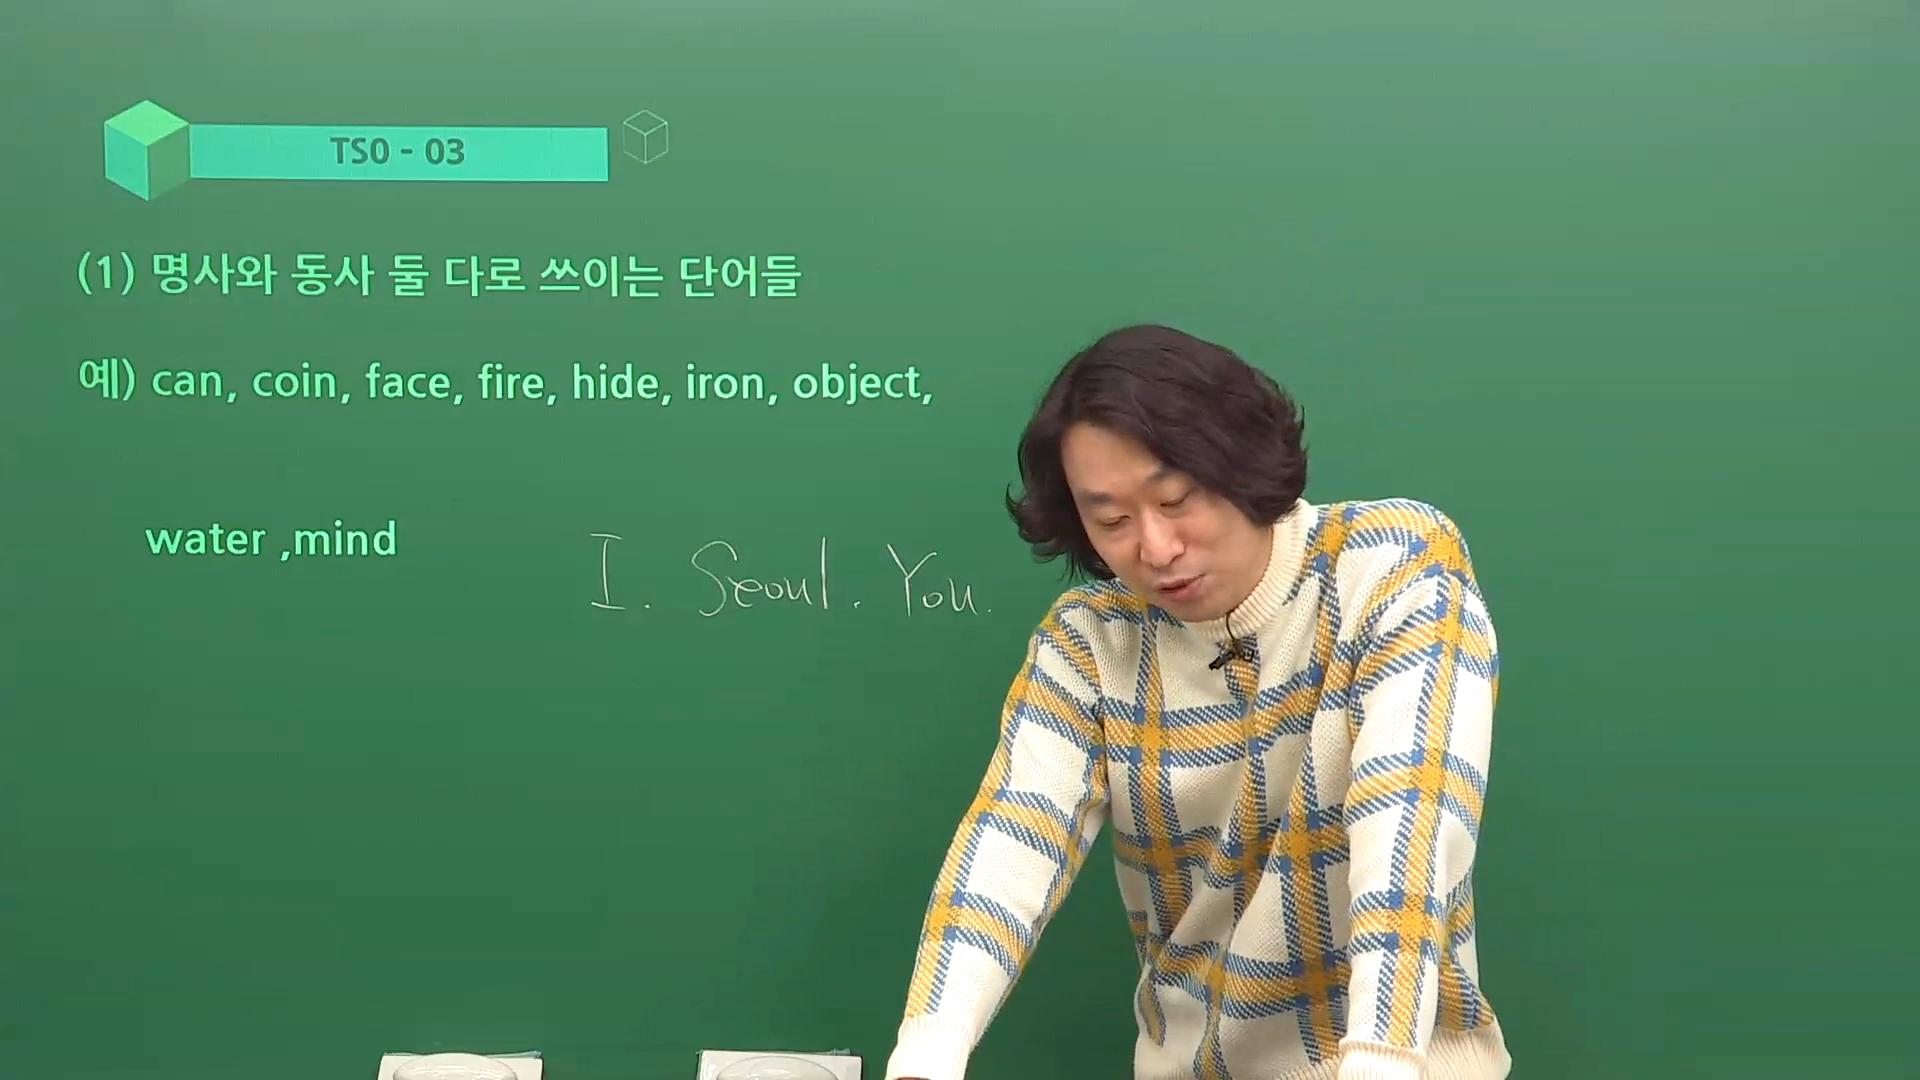 TS0 - 03
(1) 명사와 동사 둘 다로 쓰이는 단어들
예) can, coin, face, fire, hide, iron, object,
water ,mind
I. Seoul. You.